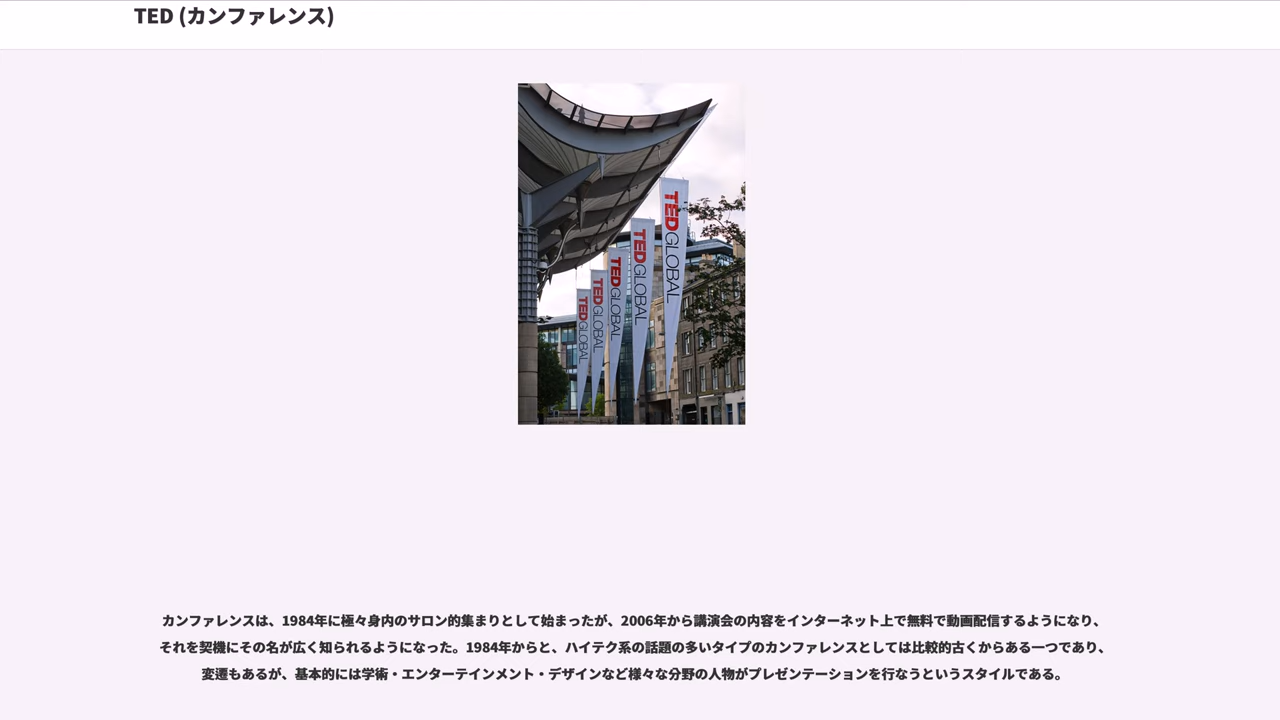 TED (カンファレンス)
TEDGLOBAL
TEDGLOBAL
TEDGLOBAL
TEDGLOBAL
TEDGLOBAL
カンファレンスは、1984年に極々身内のサロン的集まりとして始まったが、2006年から講演会の内容をインターネット上で無料で動画配信するようになり、
それを契機にその名が広く知られるようになった。1984年からと、ハイテク系の話題の多いタイプのカンファレンスとしては比較的古くからある一つであり、
変遷もあるが、基本的には学術・エンターテインメント・デザインなど様々な分野の人物がプレゼンテーションを行なうというスタイルである。